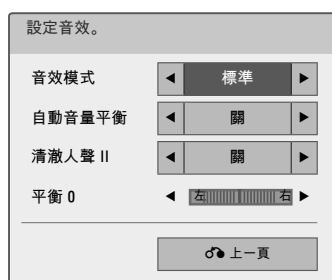 設定音效。
音效模式 ◀ 標準 ▶
自動音量平衡 ◀ 關 ▶
清澈人聲 II ◀ 關 ▶
平衡 0 ◀ 左 右 ▶
上一頁